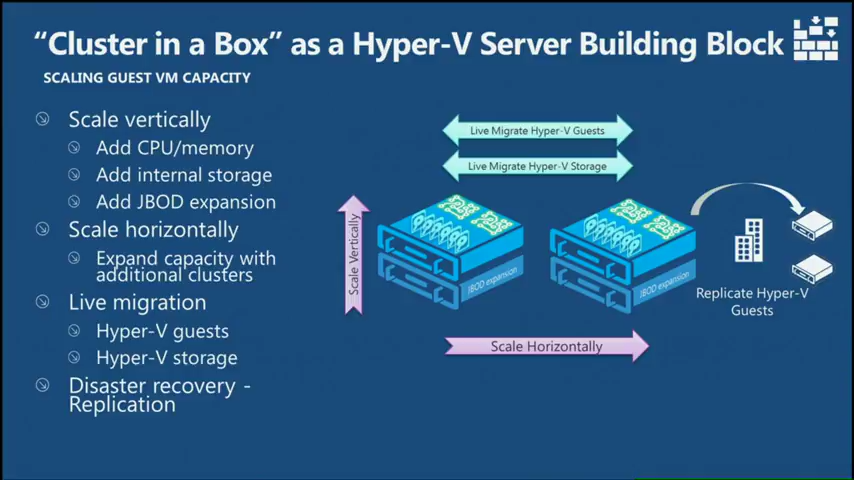 “Cluster in a Box” as a Hyper-V Server Building Block
SCALING GUEST VM CAPACITY
Scale vertically
Add CPU/memory
Add internal storage
Add JBOD expansion
Scale horizontally
Expand capacity with
additional clusters
Live migration
Hyper-V guests
Hyper-V storage
Disaster recovery -
Replication
Live Migrate Hyper-V Guests
Live Migrate Hyper-V Storage
Scale Vertically
JBOD expansion
JBOD expansion
Replicate Hyper-V
Guests
Scale Horizontally